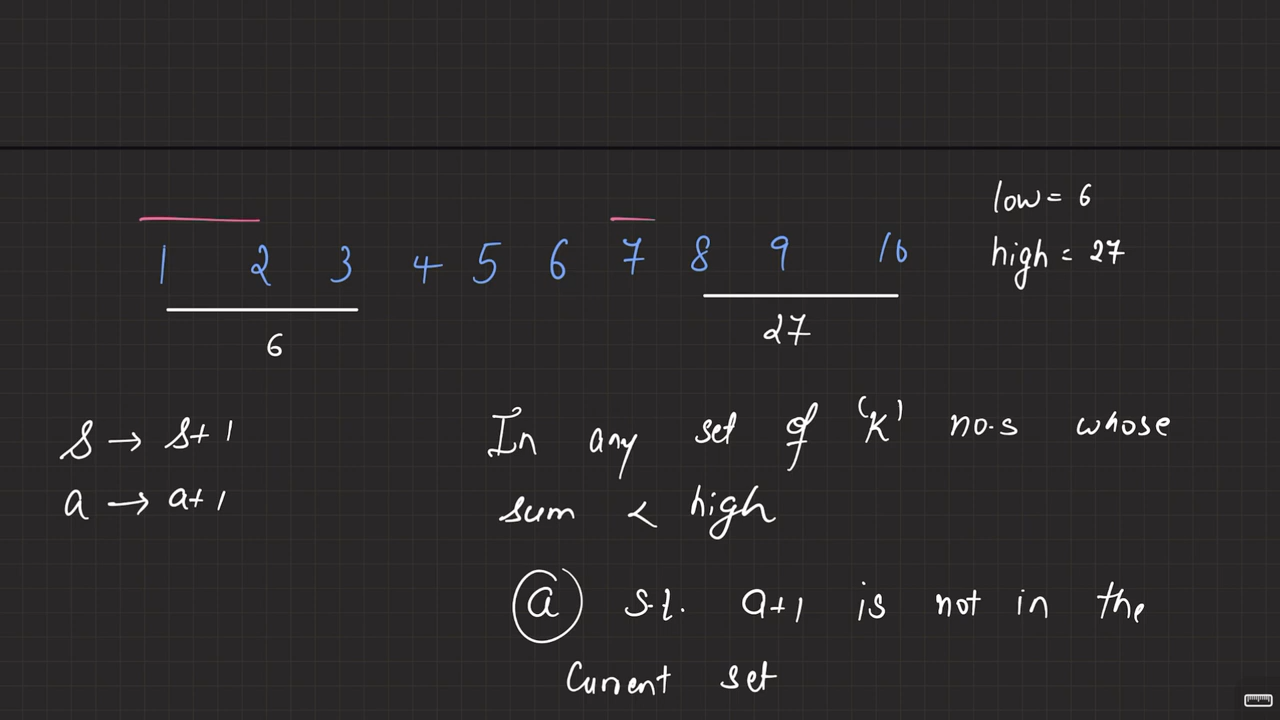 low = 6
high = 27
1 2 3 4 5 6 7 8 9 10
6
27
S → S+1
a → a+1
In any set of 'K' no.s whose
sum < high
a s.t. a+1 is not in the
current set